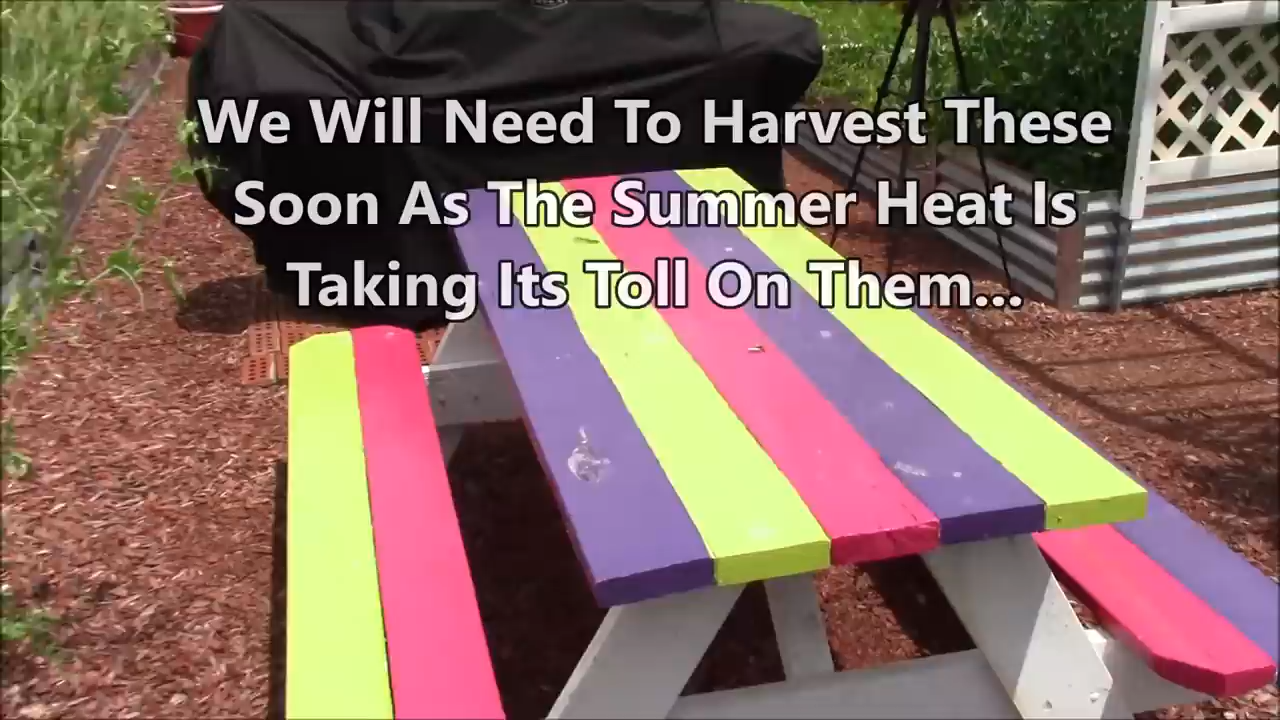 We Will Need To Harvest These
Soon As The Summer Heat Is
Taking Its Toll On Them...